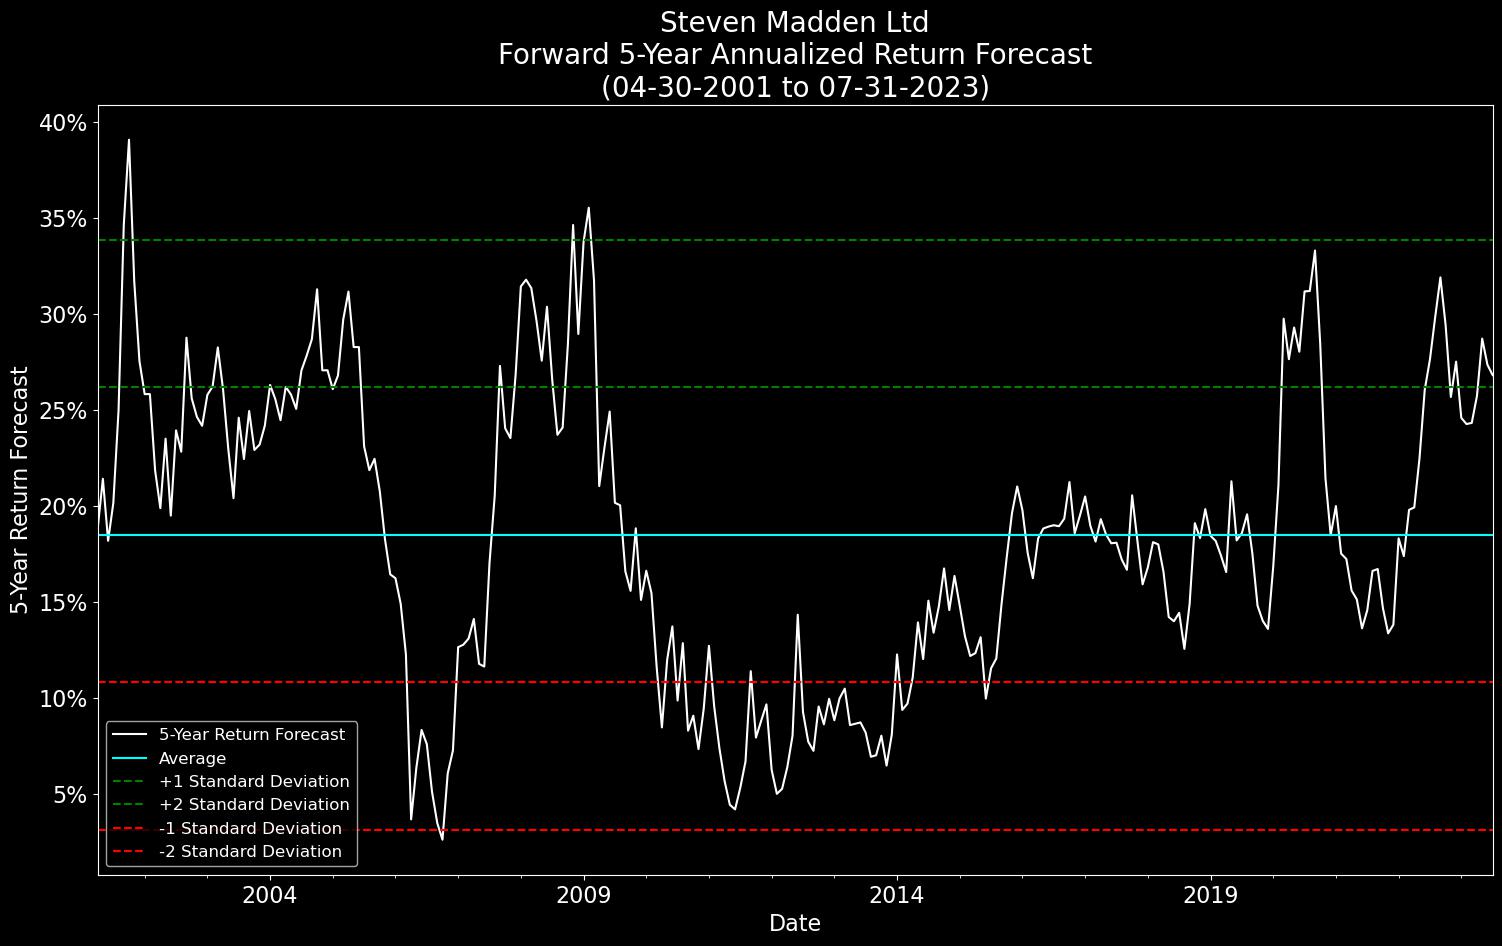 Steven Madden Ltd
Forward 5-Year Annualized Return Forecast
(04-30-2001 to 07-31-2023)
5-Year Return Forecast
40%
35%
30%
25%
20%
15%
10%
5%
5-Year Return Forecast
Average
+1 Standard Deviation
+2 Standard Deviation
-1 Standard Deviation
-2 Standard Deviation
2004
2009
2014
2019
Date